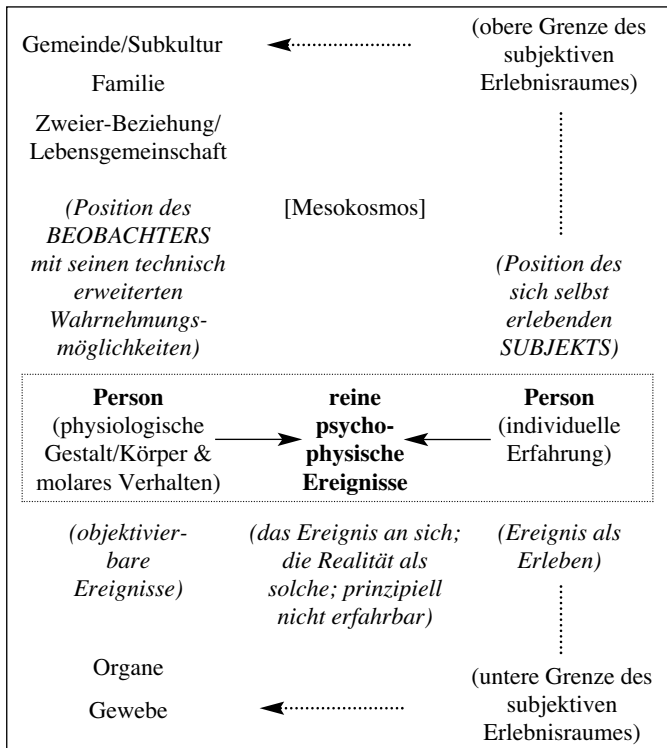 Gemeinde/Subkultur
Familie
Zweier-Beziehung/
Lebensgemeinschaft
(obere Grenze des
subjektiven
Erlebnisraumes)
(Position des
BEOBACHTERS
mit seinen technisch
erweiterten
Wahrnehmungs-
möglichkeiten)
[Mesokosmos]
(Position des
sich selbst
erlebenden
SUBJEKTS)
Person
(physiologische
Gestalt/Körper &
molares Verhalten)
reine
psycho-
physische
Ereignisse
Person
(individuelle
Erfahrung)
(objektivier-
bare
Ereignisse)
(das Ereignis an sich;
die Realität als
solche; prinzipiell
nicht erfahrbar)
(Ereignis als
Erleben)
Organe
Gewebe
(untere Grenze des
subjektiven
Erlebnisraumes)